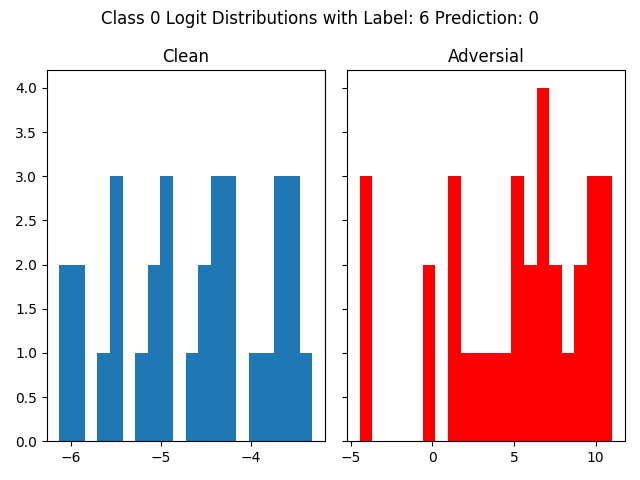 Class 0 Logit Distributions with Label: 6 Prediction: 0
Clean
Adversial
4.0
3.5
3.0
2.5
2.0
1.5
1.0
0.5
0.0
−6 −5 −4
−5 0 5 10